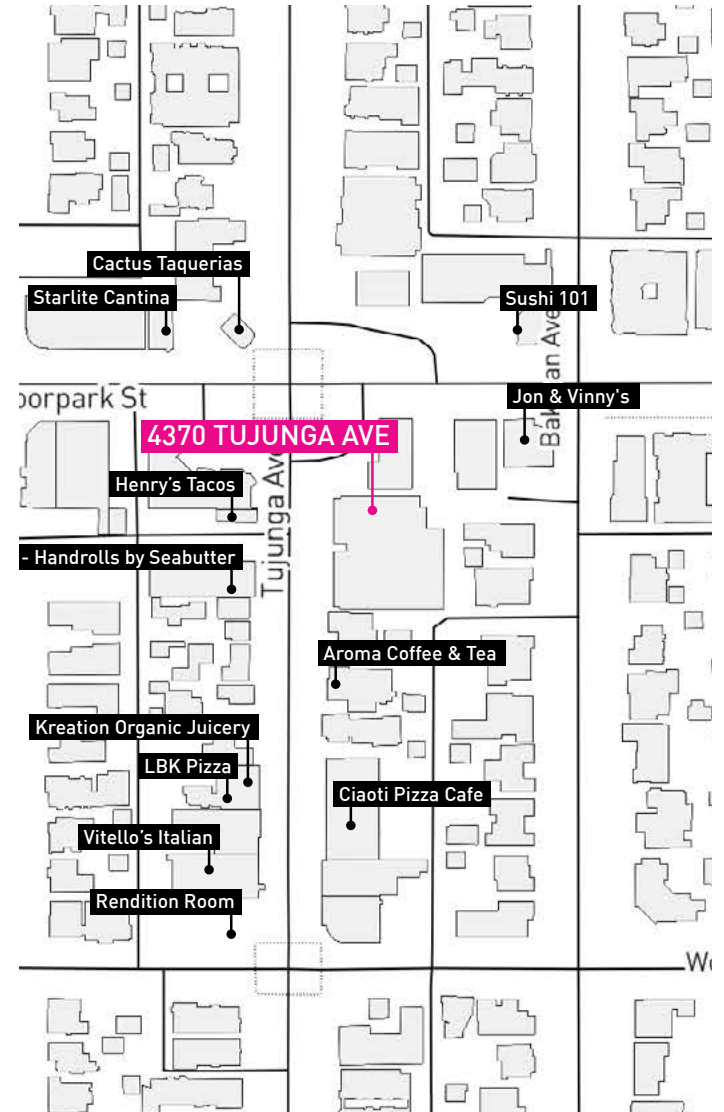 Cactus Taquerias
Starlite Cantina
Sushi 101
oorpark St
Jon & Vinny's
4370 TUJUNGA AVE
Henry's Tacos
Tujunga Ave
- Handrolls by Seabutter
Aroma Coffee & Tea
Kreation Organic Juicery
LBK Pizza
Ciaoti Pizza Cafe
Vitello's Italian
Rendition Room